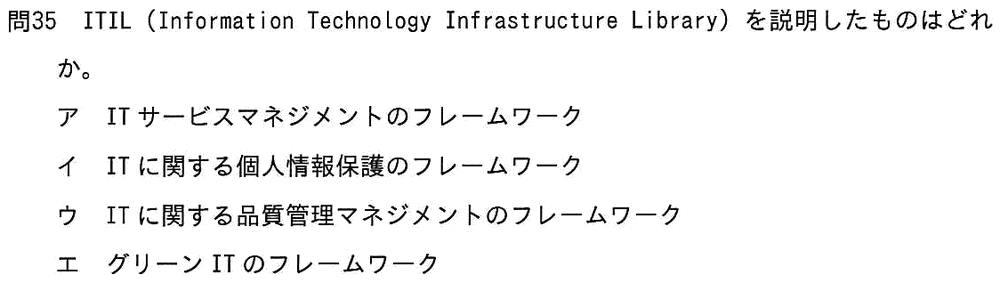 問35 ITIL（Information Technology Infrastructure Library）を説明したものはどれ
か。
ア IT サービスマネジメントのフレームワーク
イ IT に関する個人情報保護のフレームワーク
ウ IT に関する品質管理マネジメントのフレームワーク
エ グリーン IT のフレームワーク